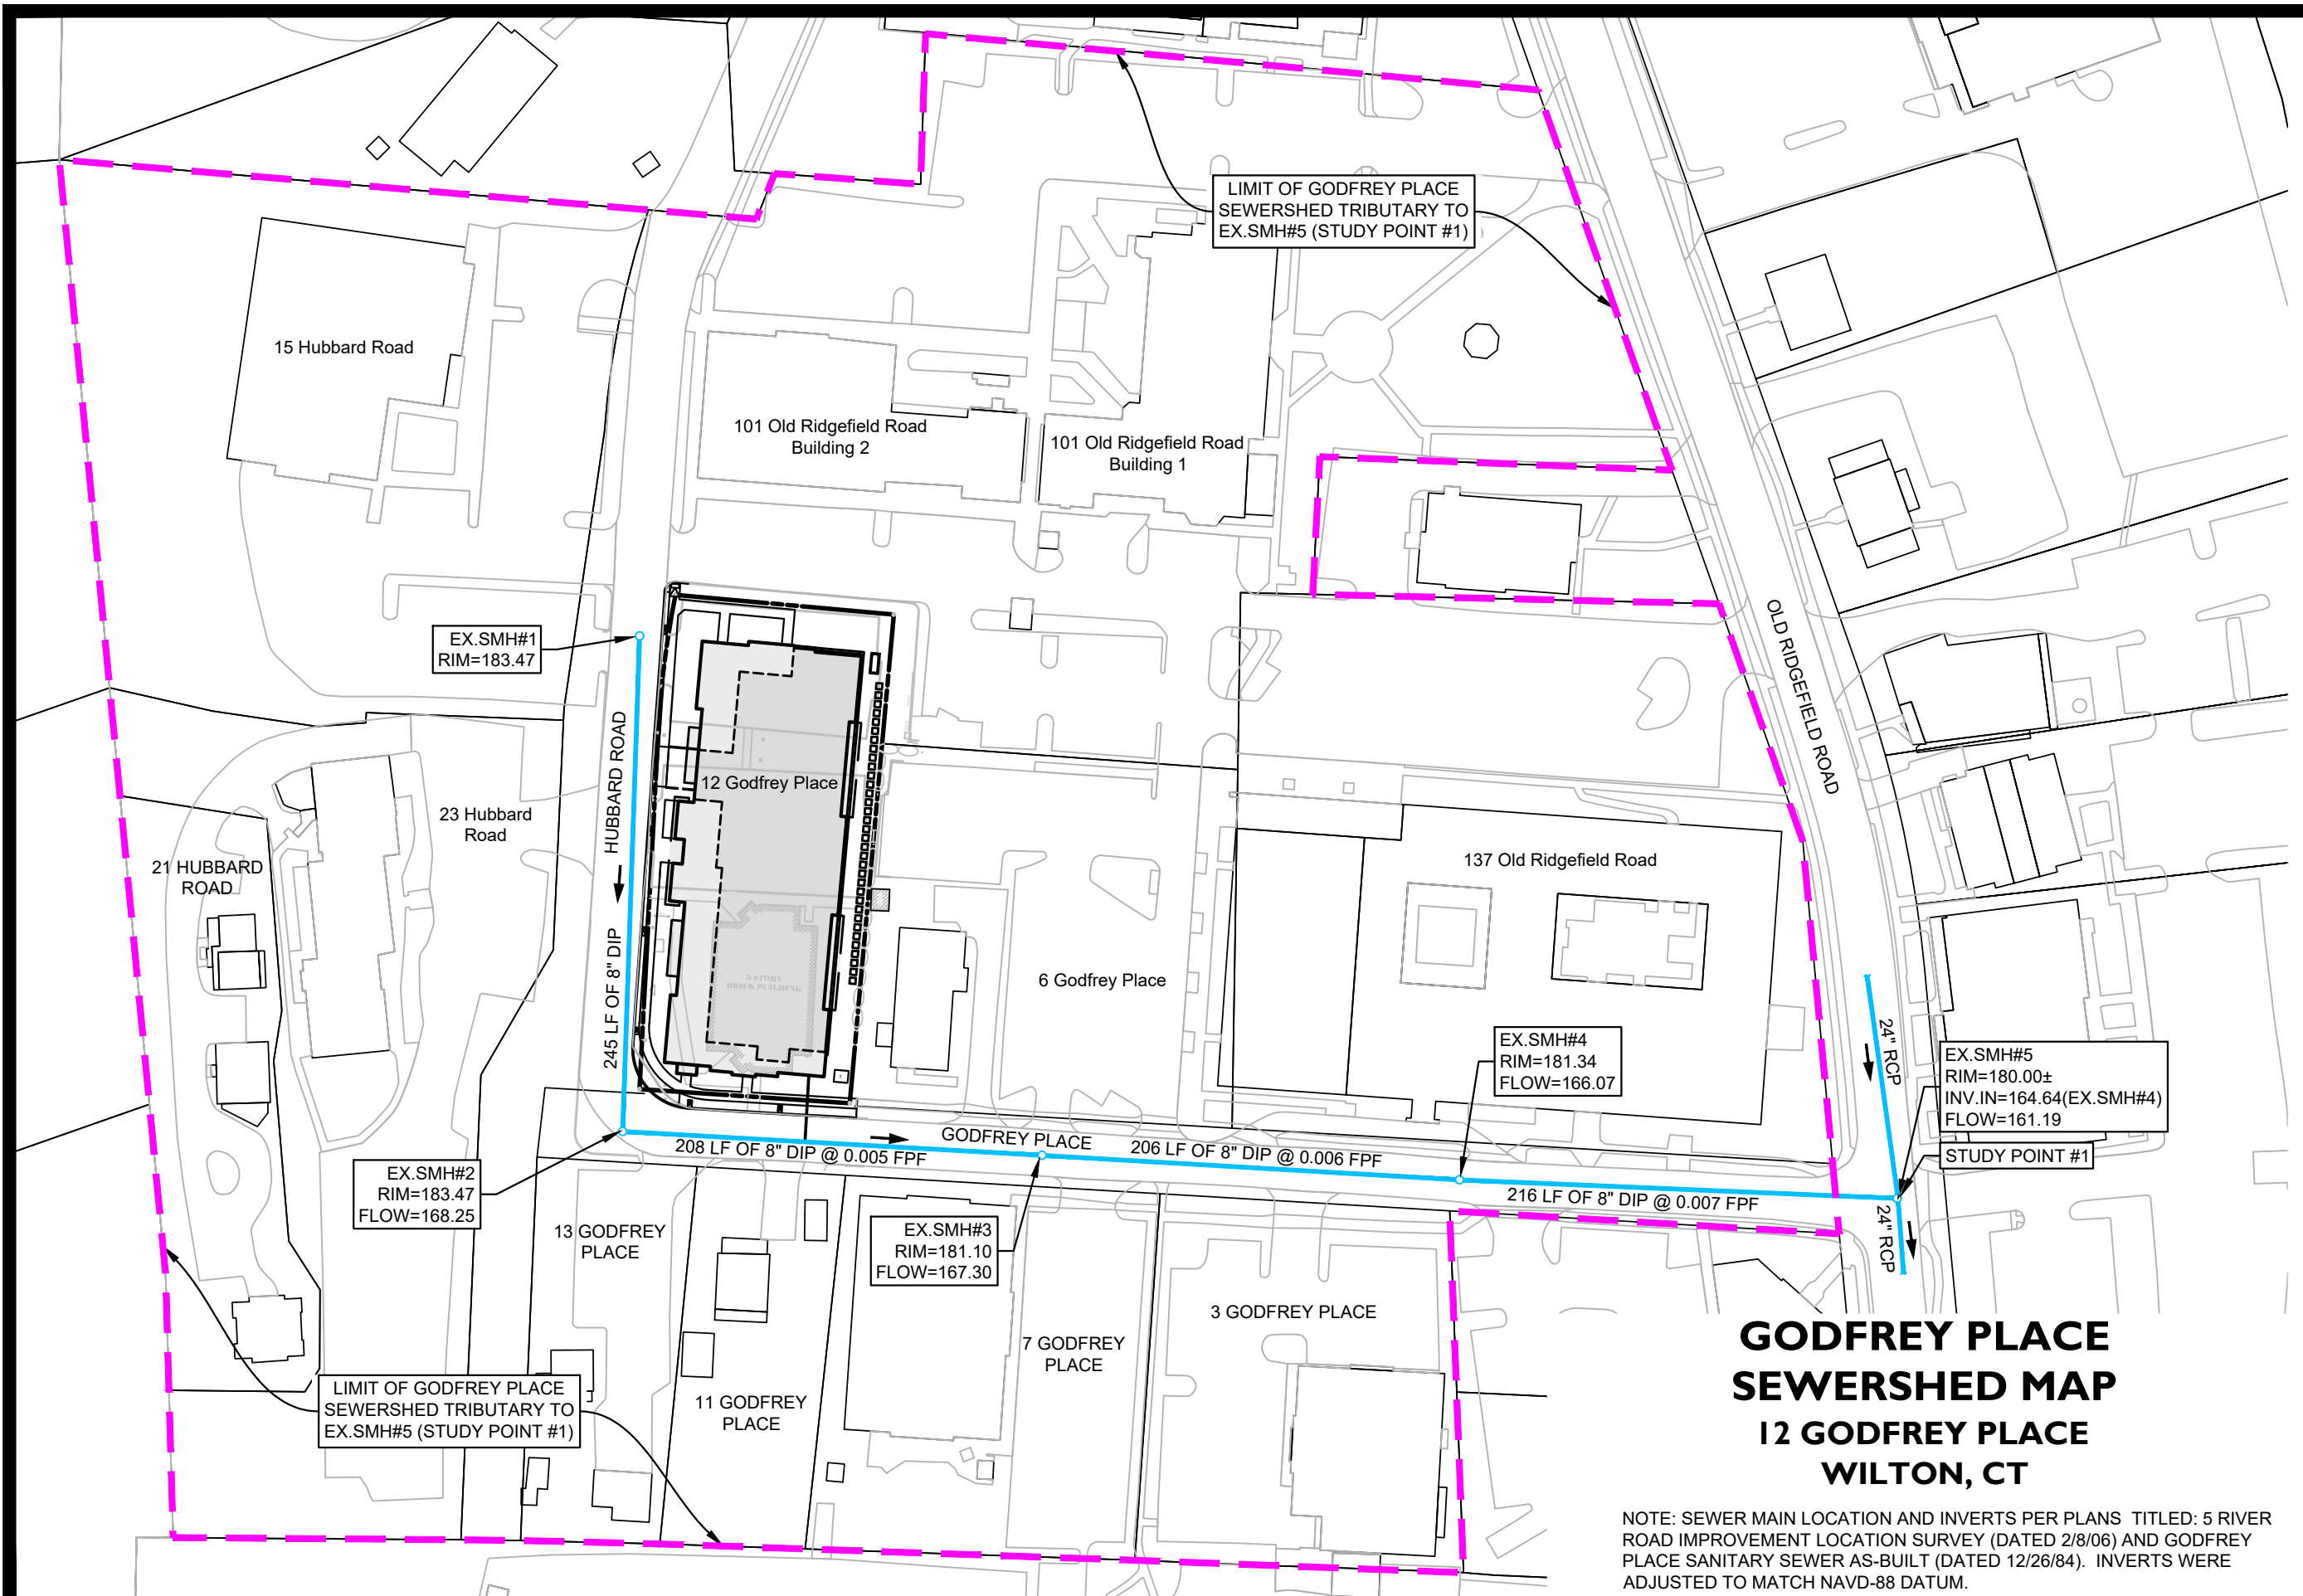 LIMIT OF GODFREY PLACE
SEWERSHED TRIBUTARY TO
EX.SMH#5 (STUDY POINT #1)
15 Hubbard Road
101 Old Ridgefield Road
Building 2
101 Old Ridgefield Road
Building 1
EX.SMH#1
RIM=183.47
OLD RIDGEFIELD ROAD
HUBBARD ROAD
12 Godfrey Place
23 Hubbard
Road
21 HUBBARD
ROAD
137 Old Ridgefield Road
245 LF OF 8" DIP
3 STORY
BRICK BUILDING
6 Godfrey Place
EX.SMH#4
RIM=181.34
FLOW=166.07
24" RCP
EX.SMH#5
RIM=180.00±
INV.IN=164.64(EX.SMH#4)
FLOW=161.19
STUDY POINT #1
GODFREY PLACE
208 LF OF 8" DIP @ 0.005 FPF
206 LF OF 8" DIP @ 0.006 FPF
216 LF OF 8" DIP @ 0.007 FPF
24" RCP
EX.SMH#2
RIM=183.47
FLOW=168.25
13 GODFREY
PLACE
EX.SMH#3
RIM=181.10
FLOW=167.30
3 GODFREY PLACE
7 GODFREY
PLACE
11 GODFREY
PLACE
LIMIT OF GODFREY PLACE
SEWERSHED TRIBUTARY TO
EX.SMH#5 (STUDY POINT #1)
GODFREY PLACE
SEWERSHED MAP
12 GODFREY PLACE
WILTON, CT
NOTE: SEWER MAIN LOCATION AND INVERTS PER PLANS TITLED: 5 RIVER
ROAD IMPROVEMENT LOCATION SURVEY (DATED 2/8/06) AND GODFREY
PLACE SANITARY SEWER AS-BUILT (DATED 12/26/84). INVERTS WERE
ADJUSTED TO MATCH NAVD-88 DATUM.